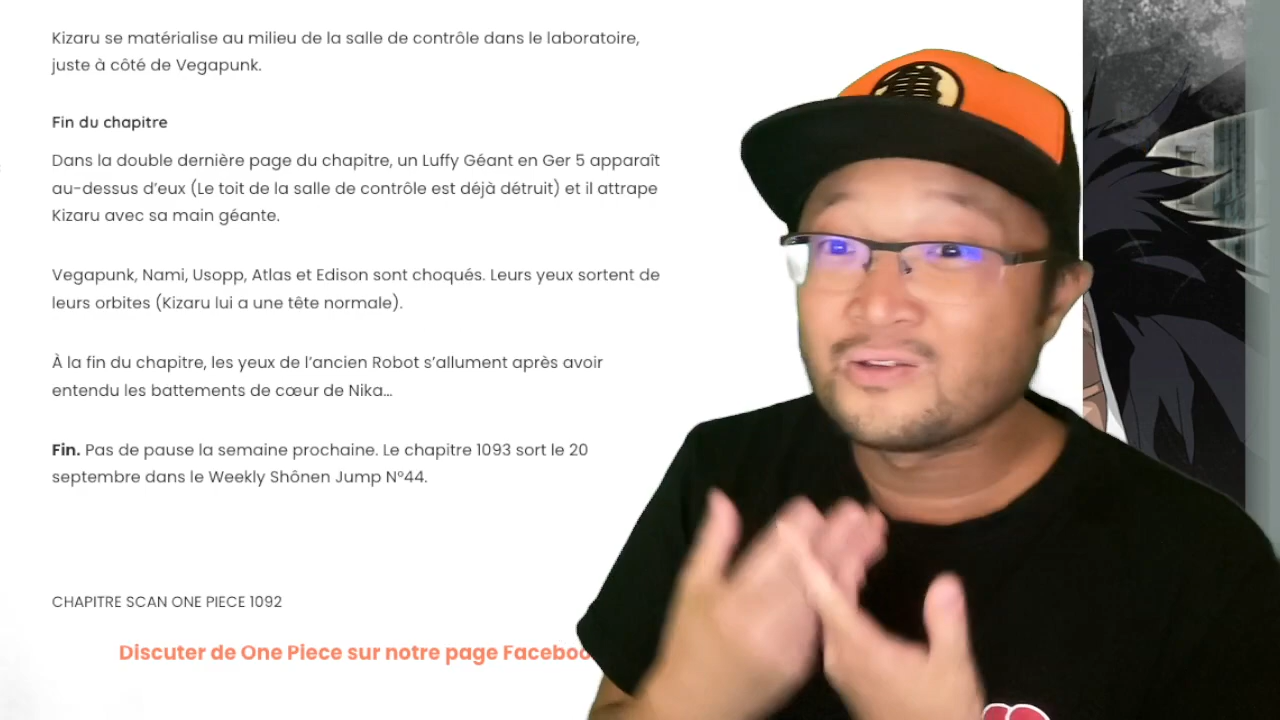 Kizaru se matérialise au milieu de la salle de contrôle dans le laboratoire,
juste à côté de Vegapunk.
Fin du chapitre
Dans la double dernière page du chapitre, un Luffy Géant en Ger 5 apparaît
au-dessus d’eux (Le toit de la salle de contrôle est déjà détruit) et il attrape
Kizaru avec sa main géante.
Vegapunk, Nami, Usopp, Atlas et Edison sont choqués. Leurs yeux sortent de
leurs orbites (Kizaru lui a une tête normale).
À la fin du chapitre, les yeux de l’ancien Robot s’allument après avoir
entendu les battements de cœur de Nika…
Fin. Pas de pause la semaine prochaine. Le chapitre 1093 sort le 20
septembre dans le Weekly Shônen Jump N°44.
CHAPITRE SCAN ONE PIECE 1092
Discuter de One Piece sur notre page Faceboo